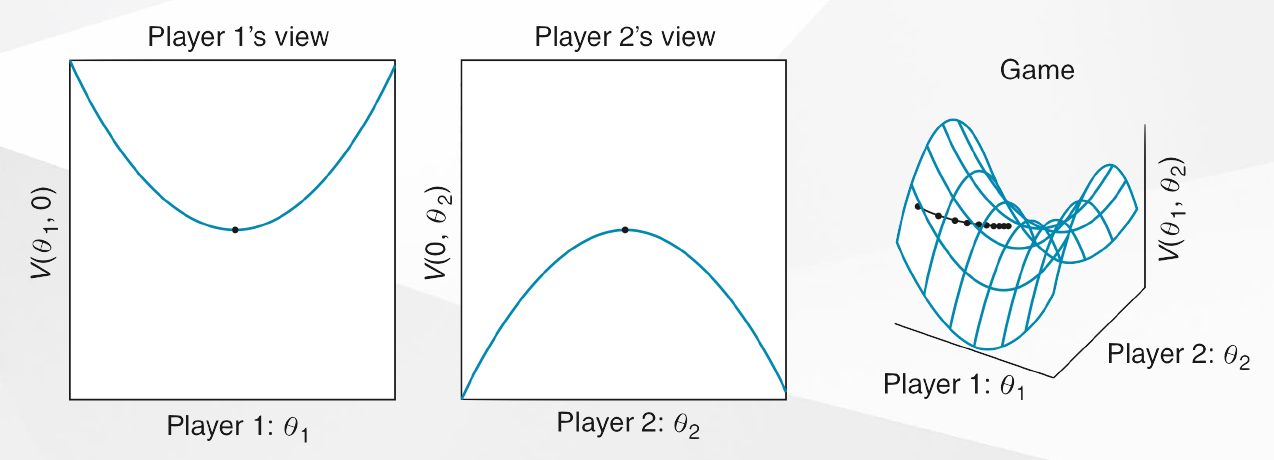 Player 1’s view
V(θ₁, 0)
Player 1: θ₁
Player 2’s view
V(0, θ₂)
Player 2: θ₂
Game
V(θ₁, θ₂)
Player 2: θ₂
Player 1: θ₁